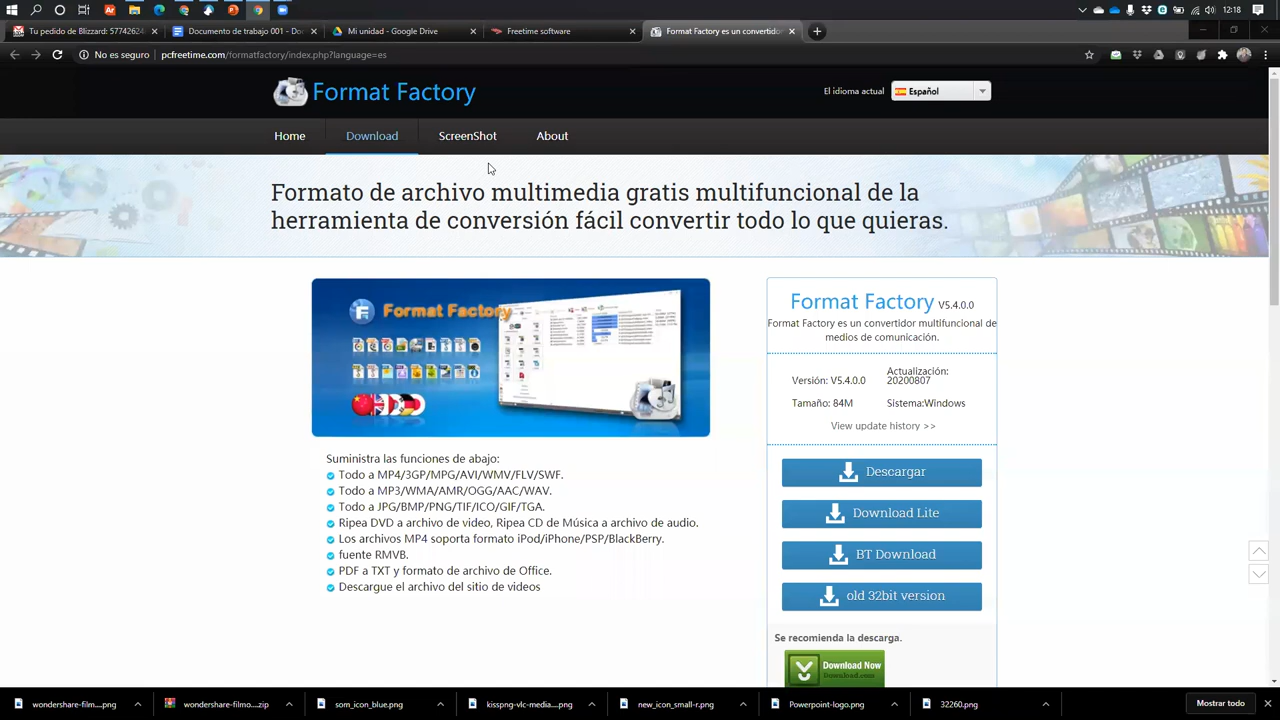 12:18
Tu pedido de Blizzard: 57742624
Documento de trabajo 001 - Doc
Mi unidad - Google Drive
Freetime software
Format Factory es un convertido
No es seguro
pcfreetime.com/formatfactory/index.php?language=es
Format Factory
El idioma actual
Español
Home
Download
ScreenShot
About
Formato de archivo multimedia gratis multifuncional de la
herramienta de conversión fácil convertir todo lo que quieras.
Format Factory
Suministra las funciones de abajo:
Todo a MP4/3GP/MPG/AVI/WMV/FLV/SWF.
Todo a MP3/WMA/AMR/OGG/AAC/WAV.
Todo a JPG/BMP/PNG/TIF/ICO/GIF/TGA.
Ripea DVD a archivo de video, Ripea CD de Música a archivo de audio.
Los archivos MP4 soporta formato iPod/iPhone/PSP/BlackBerry.
fuente RMVB.
PDF a TXT y formato de archivo de Office.
Descargue el archivo del sitio de videos
Format Factory V5.4.0.0
Format Factory es un convertidor multifuncional de
medios de comunicación.
Versión: V5.4.0.0
Actualización:
20200807
Tamaño: 84M
Sistema:Windows
View update history >>
Descargar
Download Lite
BT Download
old 32bit version
Se recomienda la descarga.
Download Now
Download.com
wondershare-film....png
wondershare-filmo....zip
som_icon_blue.png
kisspng-vlc-media....png
new_icon_small-r.png
Powerpoint-logo.png
32260.png
Mostrar todo